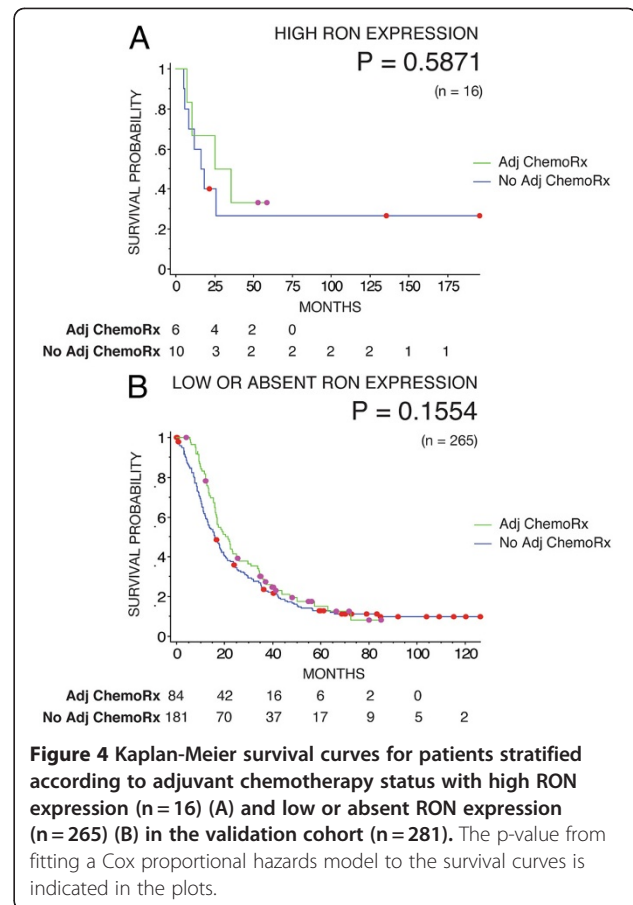 A
HIGH RON EXPRESSION
P = 0.5871
(n = 16)
SURVIVAL PROBABILITY
1
.8
.6
.4
.2
0
Adj ChemoRx
No Adj ChemoRx
0 25 50 75 100 125 150 175
MONTHS
Adj ChemoRx 6 4 2 0
No Adj ChemoRx 10 3 2 2 2 2 1 1
B
LOW OR ABSENT RON EXPRESSION
P = 0.1554
(n = 265)
SURVIVAL PROBABILITY
1
.8
.6
.4
.2
0
Adj ChemoRx
No Adj ChemoRx
0 20 40 60 80 100 120
MONTHS
Adj ChemoRx 84 42 16 6 2 0
No Adj ChemoRx 181 70 37 17 9 5 2
Figure 4 Kaplan-Meier survival curves for patients stratified
according to adjuvant chemotherapy status with high RON
expression (n = 16) (A) and low or absent RON expression
(n = 265) (B) in the validation cohort (n = 281). The p-value from
fitting a Cox proportional hazards model to the survival curves is
indicated in the plots.